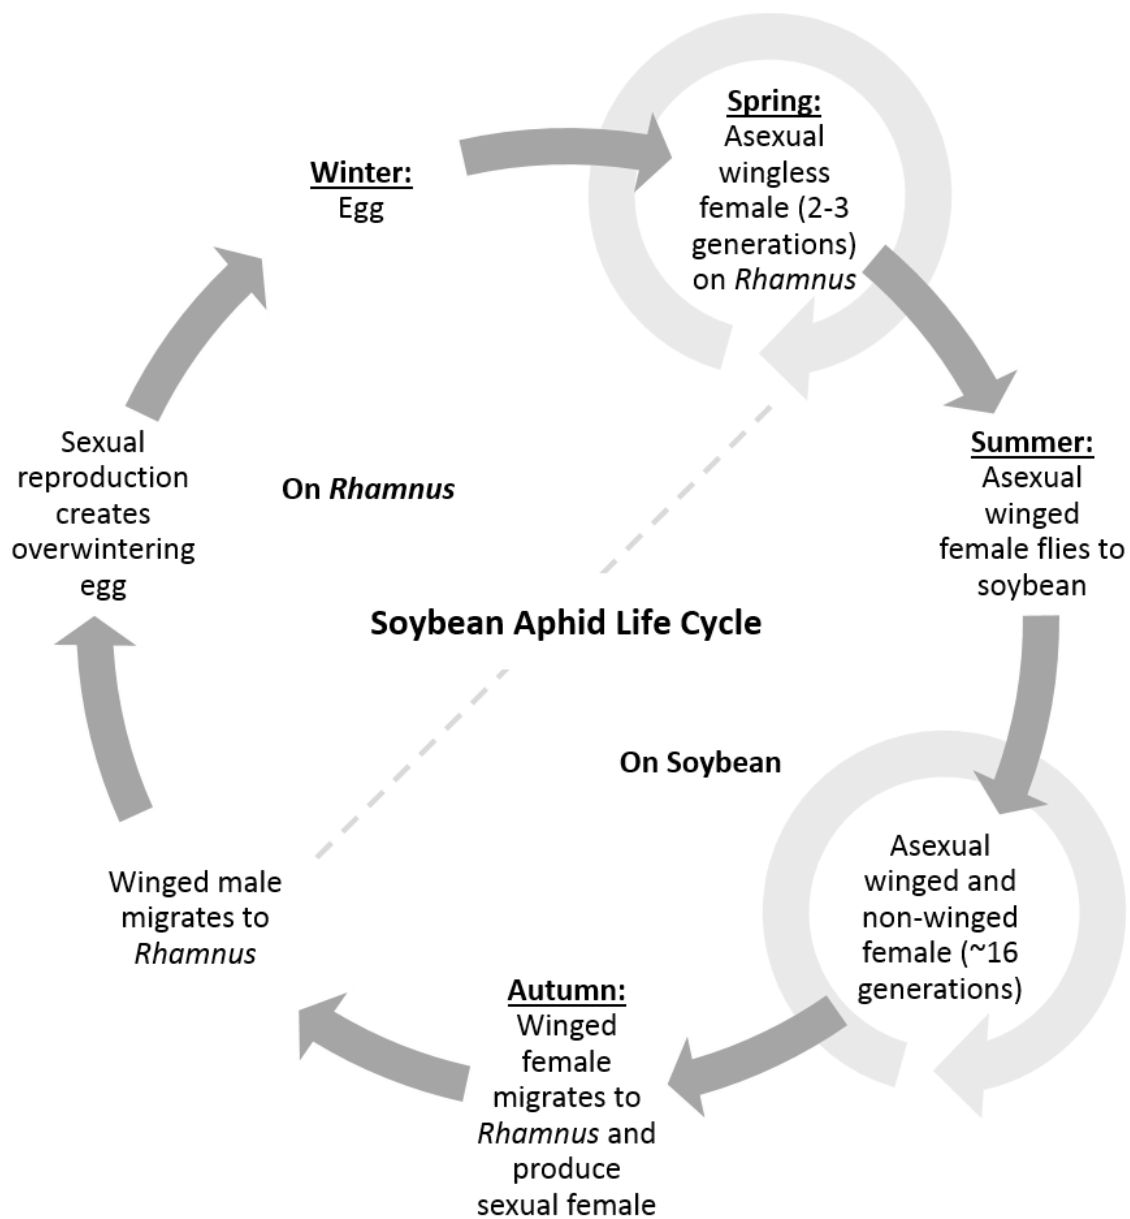 Spring:
Asexual
wingless
female (2-3
generations)
on Rhamnus
Winter:
Egg
Summer:
Asexual
winged
female flies to
soybean
Sexual
reproduction
creates
overwintering
egg
On Rhamnus
Soybean Aphid Life Cycle
On Soybean
Asexual
winged and
non-winged
female (~16
generations)
Winged male
migrates to
Rhamnus
Autumn:
Winged
female
migrates to
Rhamnus and
produce
sexual female